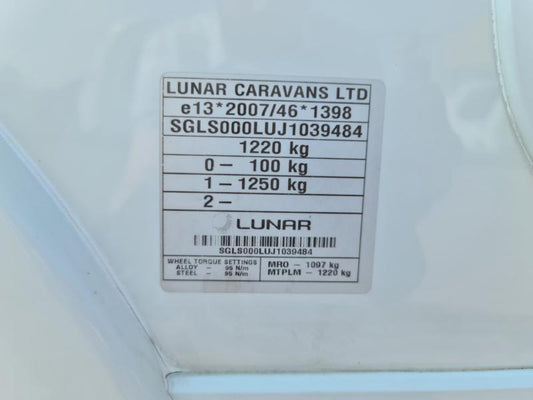 LUNAR CARAVANS LTD
e13*2007/46*1398
SGLS000LUJ1039484
1220 kg
0– 100 kg
1– 1250 kg
2–
LUNAR
SGLS000LUJ1039484
WHEEL TORQUE SETTINGS
ALLOY – 95 N/m
STEEL – 95 N/m
MRO – 1097 kg
MTPLM – 1220 kg